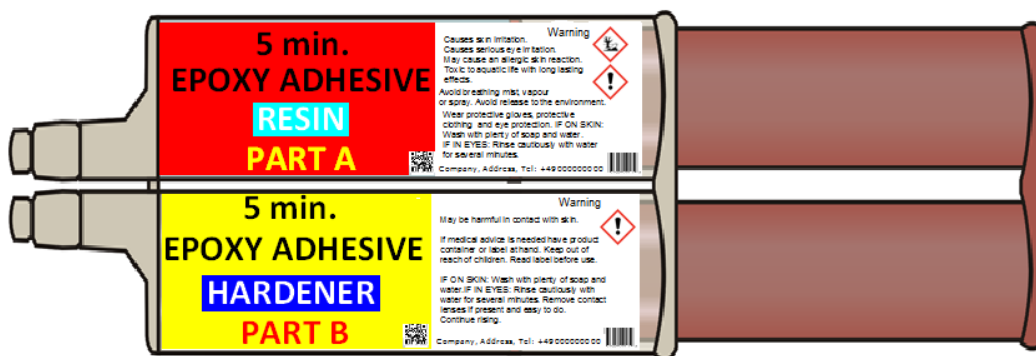 5 min.
EPOXY ADHESIVE
RESIN
PART A
Warning
Causes skin irritation.
Causes serious eye irritation.
May cause an allergic skin reaction.
Toxic to aquatic life with long lasting
effects.
Avoid breathing mist, vapour
or spray. Avoid release to the environment.
Wear protective gloves, protective
clothing and eye protection. IF ON SKIN:
Wash with plenty of soap and water.
IF IN EYES: Rinse cautiously with water
for several minutes.
Company, Address, Tel: +49000000000
5 min.
EPOXY ADHESIVE
HARDENER
PART B
Warning
May be harmful in contact with skin.
If medical advice is needed have product
container or label at hand. Keep out of
reach of children. Read label before use.
IF ON SKIN: Wash with plenty of soap and
water.IF IN EYES: Rinse cautiously with
water for several minutes. Remove contact
lenses if present and easy to do.
Continue rising.
Company, Address, Tel: +49000000000